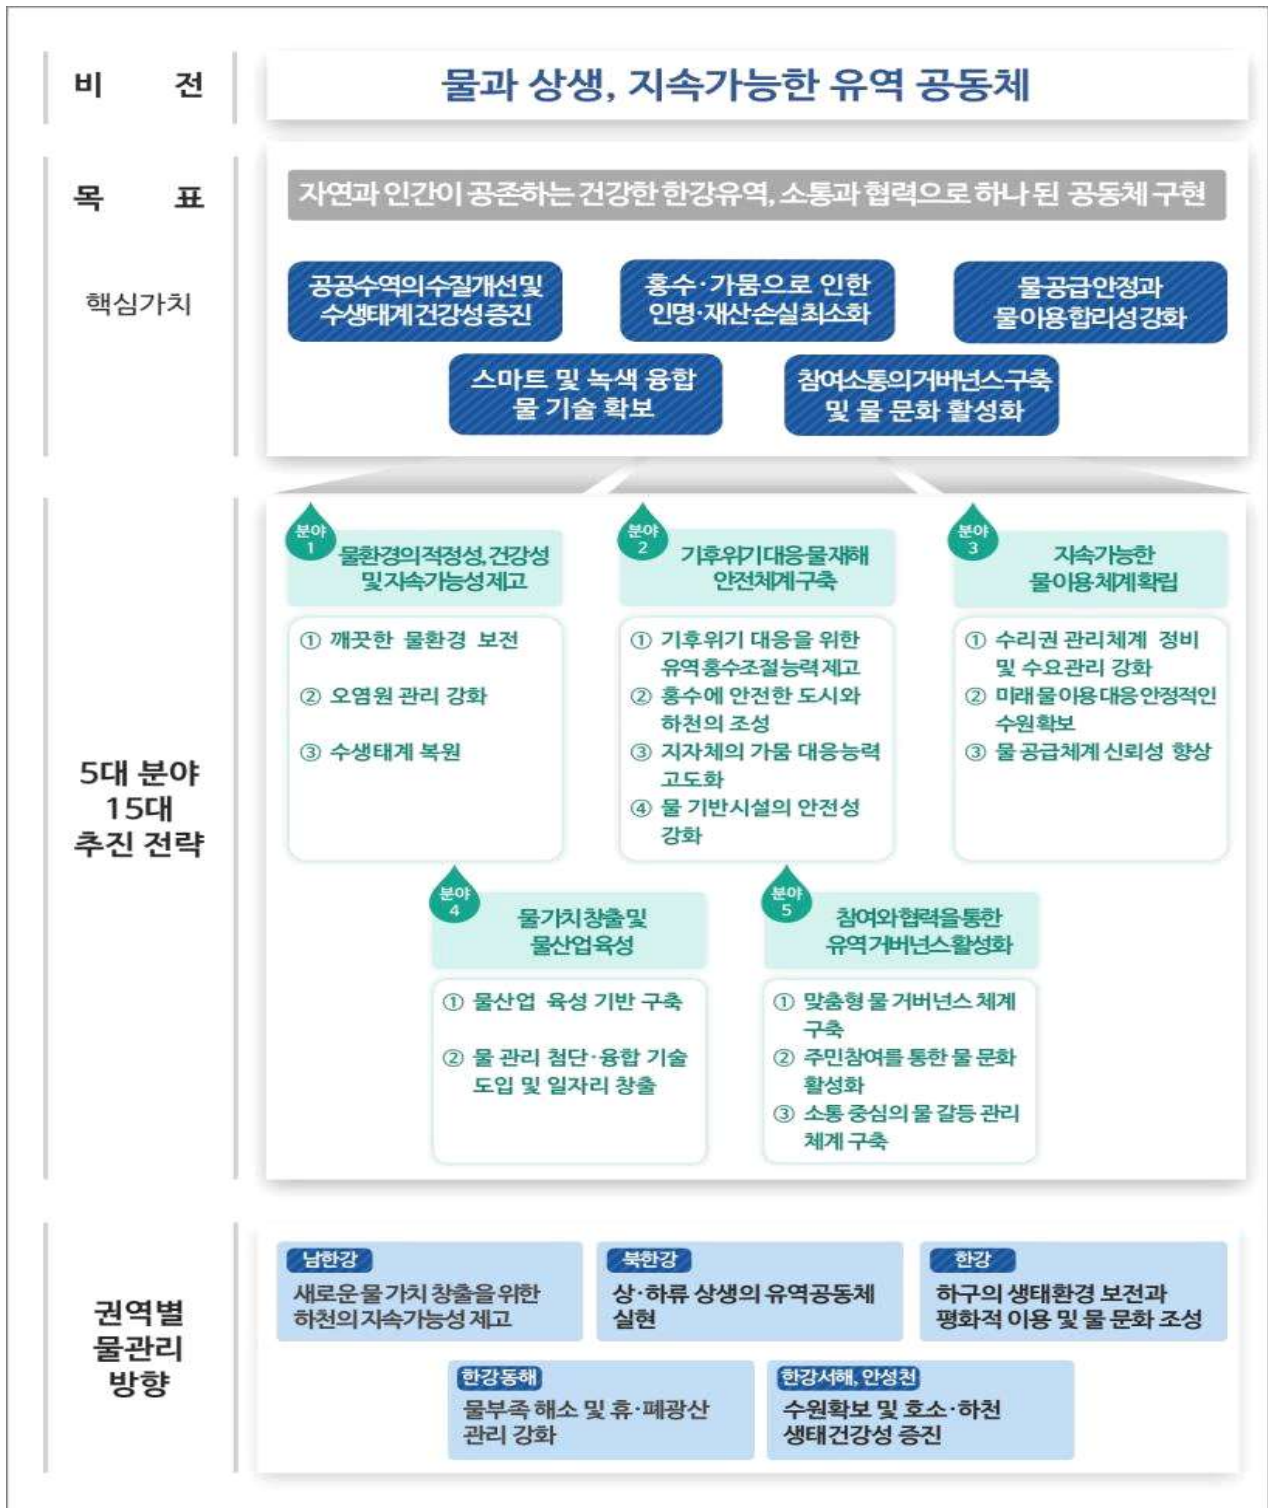 비 전
물과 상생, 지속가능한 유역 공동체
목 표
자연과 인간이 공존하는 건강한 한강유역, 소통과 협력으로 하나 된 공동체 구현
핵심가치
공공수역의 수질개선 및
수생태계 건강성 증진
홍수·가뭄으로 인한
인명·재산손실 최소화
물 공급 안정과
물 이용 합리성 강화
스마트 및 녹색 융합
물 기술 확보
참여소통의 거버넌스 구축
및 물 문화 활성화
5대 분야
15대
추진 전략
분야
1
물환경의 적정성, 건강성
및 지속가능성 제고
① 깨끗한 물환경 보전
② 오염원 관리 강화
③ 수생태계 복원
분야
2
기후위기 대응 물재해
안전체계 구축
① 기후위기 대응을 위한
유역 홍수조절능력 제고
② 홍수에 안전한 도시와
하천의 조성
③ 지자체의 가뭄 대응능력
고도화
④ 물 기반시설의 안전성
강화
분야
3
지속가능한
물이용 체계 확립
① 수리권 관리체계 정비
및 수요관리 강화
② 미래 물이용 대응 안정적인
수원확보
③ 물 공급체계 신뢰성 향상
분야
4
물가치 창출 및
물산업 육성
① 물산업 육성 기반 구축
② 물 관리 첨단·융합 기술
도입 및 일자리 창출
분야
5
참여와 협력을 통한
유역 거버넌스 활성화
① 맞춤형 물 거버넌스 체계
구축
② 주민참여를 통한 물 문화
활성화
③ 소통 중심의 물 갈등 관리
체계 구축
권역별
물관리
방향
남한강
새로운 물 가치 창출을 위한
하천의 지속가능성 제고
북한강
상·하류 상생의 유역공동체
실현
한강
하구의 생태환경 보전과
평화적 이용 및 물 문화 조성
한강동해
물부족 해소 및 휴·폐광산
관리 강화
한강서해, 안성천
수원확보 및 호소·하천
생태건강성 증진